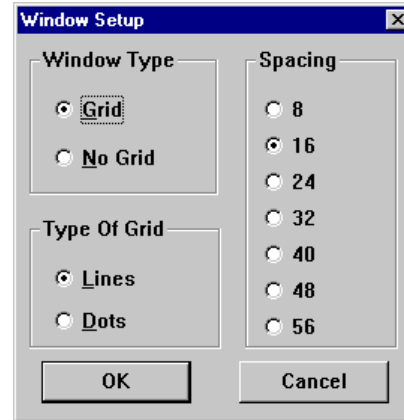 Window Setup
Window Type
Grid
No Grid
Type Of Grid
Lines
Dots
Spacing
8
16
24
32
40
48
56
OK
Cancel